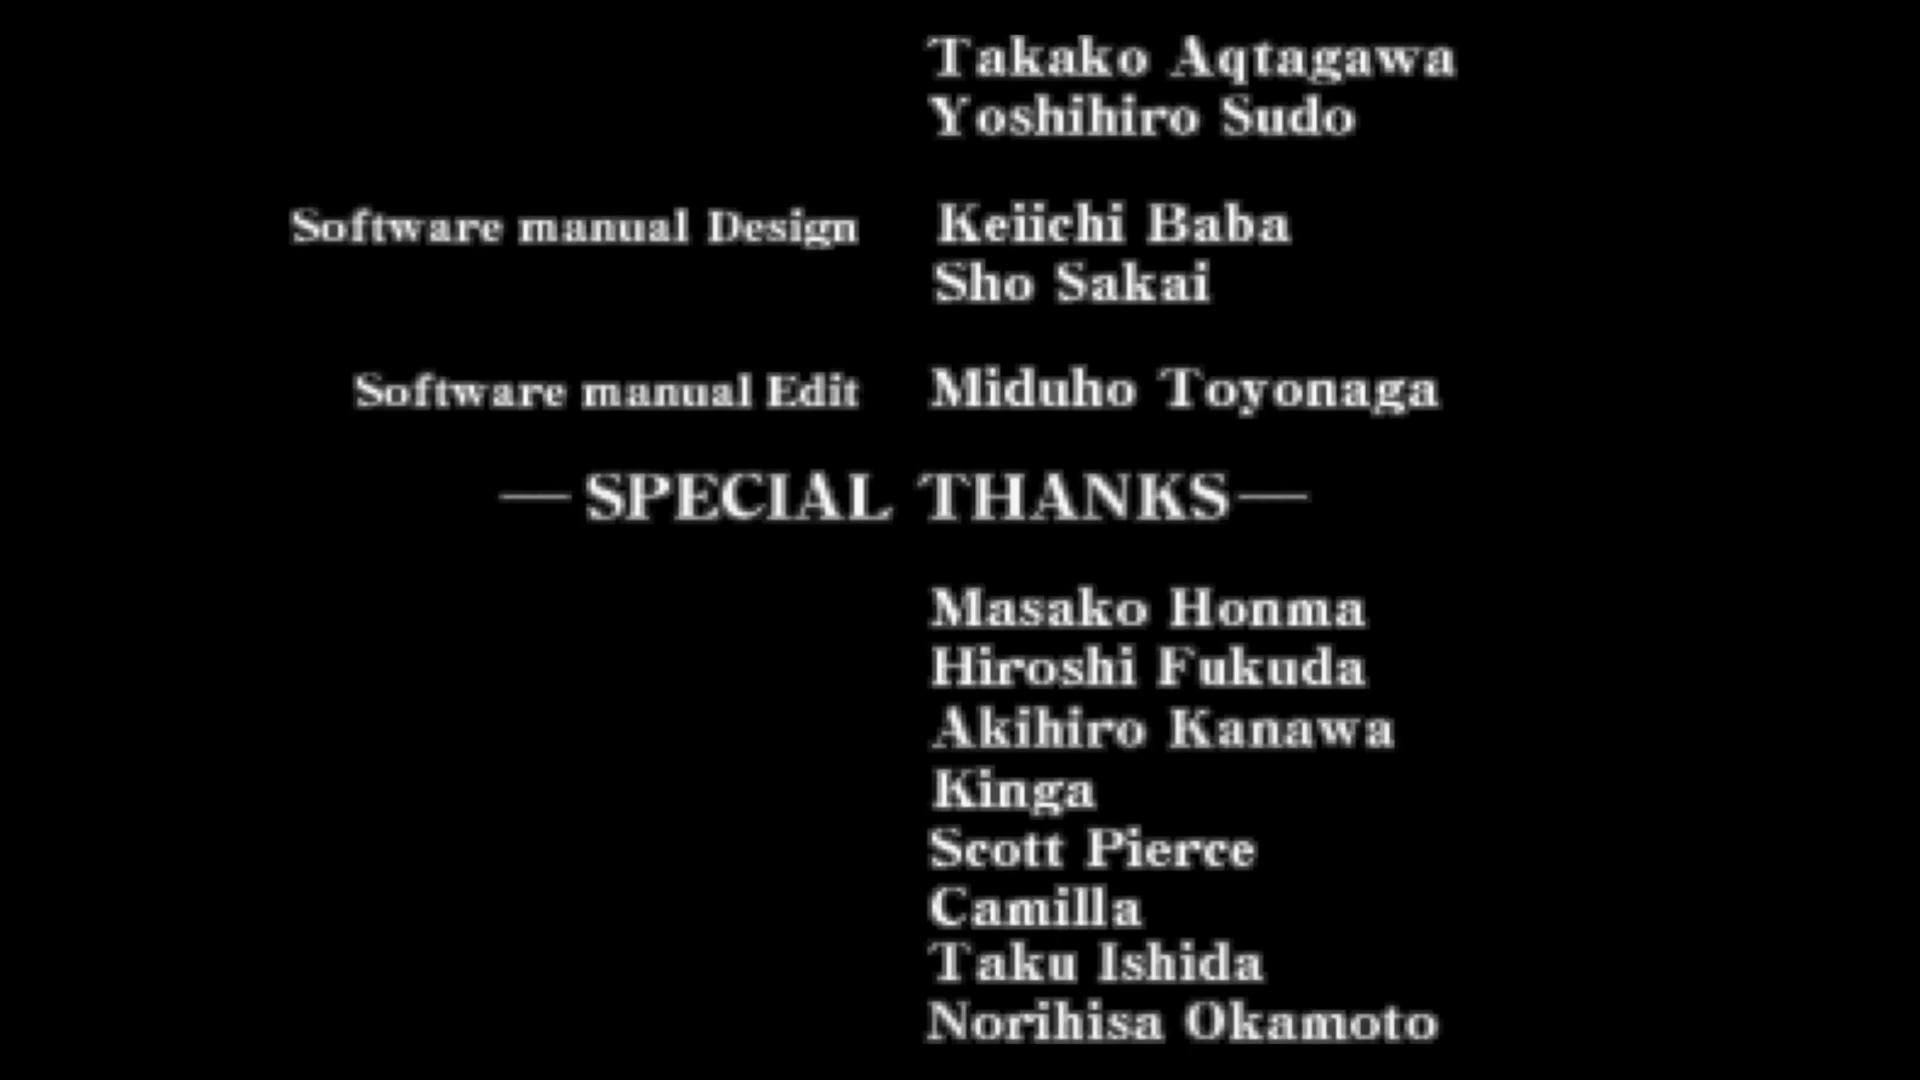 Takako Aqtagawa
Yoshihiro Sudo
Software manual Design Keiichi Baba
Sho Sakai
Software manual Edit Miduho Toyonaga
—SPECIAL THANKS—
Masako Honma
Hiroshi Fukuda
Akihiro Kanawa
Kinga
Scott Pierce
Camilla
Taku Ishida
Norihisa Okamoto